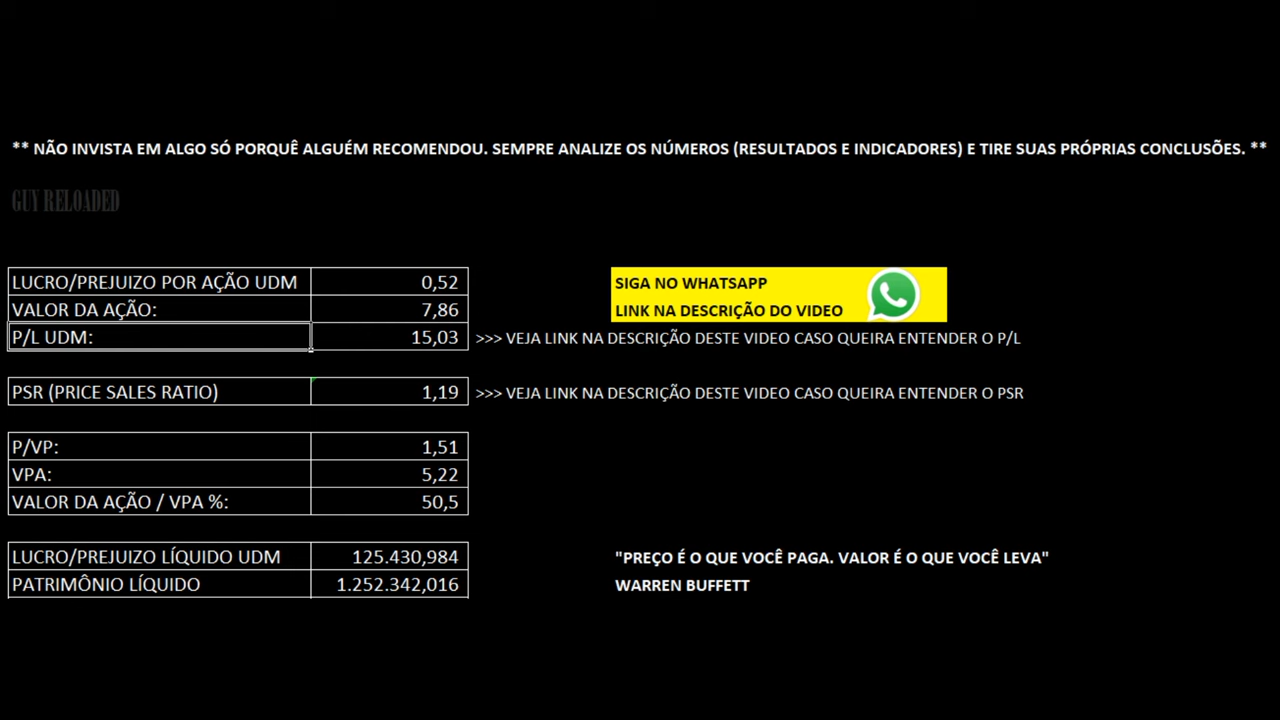 ** NÃO INVISTA EM ALGO SÓ PORQUÊ ALGUÉM RECOMENDOU. SEMPRE ANALIZE OS NÚMEROS (RESULTADOS E INDICADORES) E TIRE SUAS PRÓPRIAS CONCLUSÕES. **
GUY RELOADED
LUCRO/PREJUIZO POR AÇÃO UDM 0,52
SIGA NO WHATSAPP
VALOR DA AÇÃO: 7,86
LINK NA DESCRIÇÃO DO VIDEO
P/L UDM: 15,03 >>> VEJA LINK NA DESCRIÇÃO DESTE VIDEO CASO QUEIRA ENTENDER O P/L
PSR (PRICE SALES RATIO) 1,19 >>> VEJA LINK NA DESCRIÇÃO DESTE VIDEO CASO QUEIRA ENTENDER O PSR
P/VP: 1,51
VPA: 5,22
VALOR DA AÇÃO / VPA %: 50,5
LUCRO/PREJUIZO LÍQUIDO UDM 125.430,984
"PREÇO É O QUE VOCÊ PAGA. VALOR É O QUE VOCÊ LEVA"
PATRIMÔNIO LÍQUIDO 1.252.342,016
WARREN BUFFETT